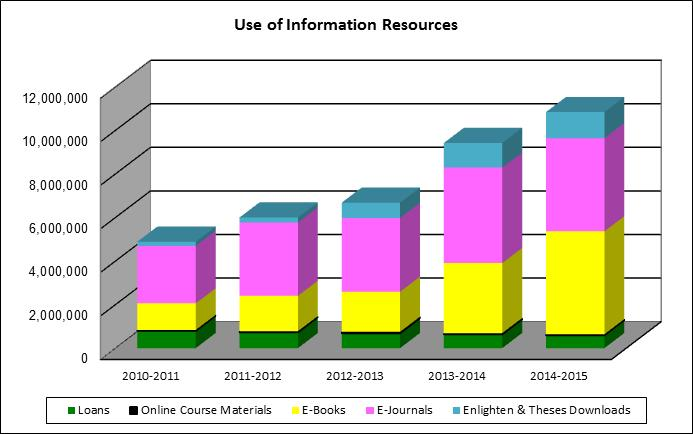 Use of Information Resources
12,000,000
10,000,000
8,000,000
6,000,000
4,000,000
2,000,000
0
2010-2011 2011-2012 2012-2013 2013-2014 2014-2015
Loans Online Course Materials E-Books E-Journals Enlighten & Theses Downloads